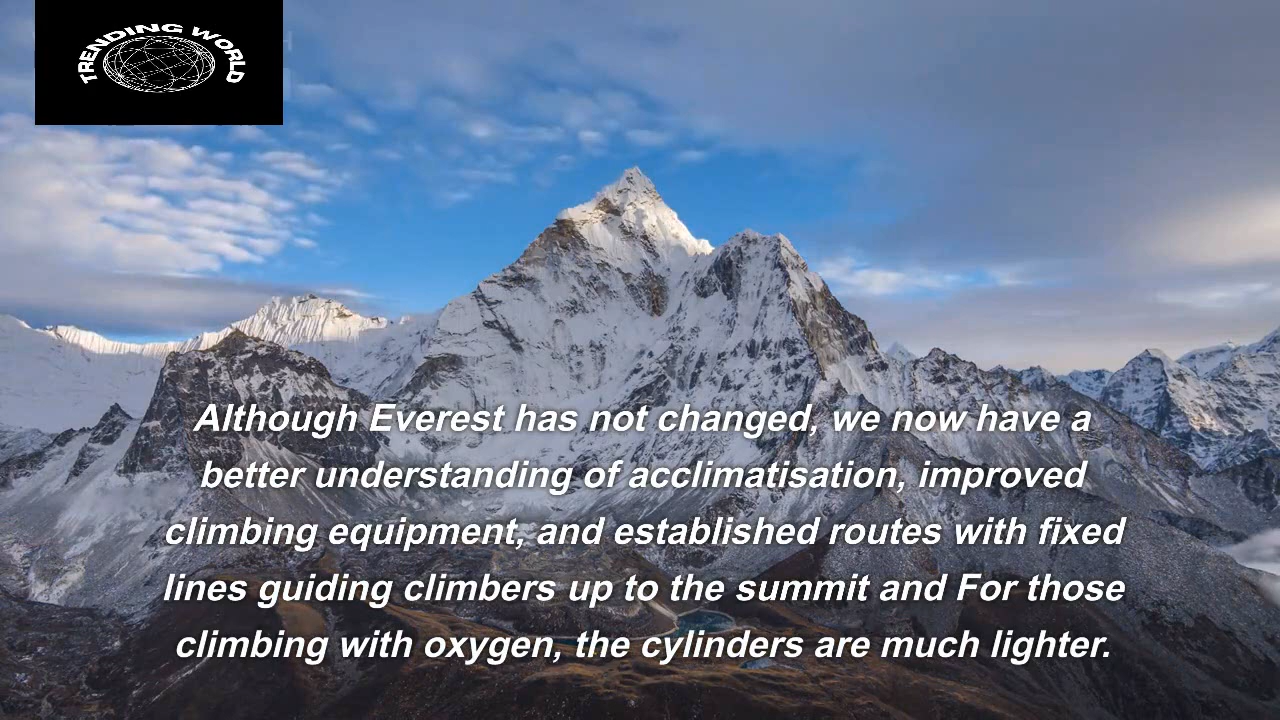 TRENDING WORLD
Although Everest has not changed, we now have a
better understanding of acclimatisation, improved
climbing equipment, and established routes with fixed
lines guiding climbers up to the summit and For those
climbing with oxygen, the cylinders are much lighter.